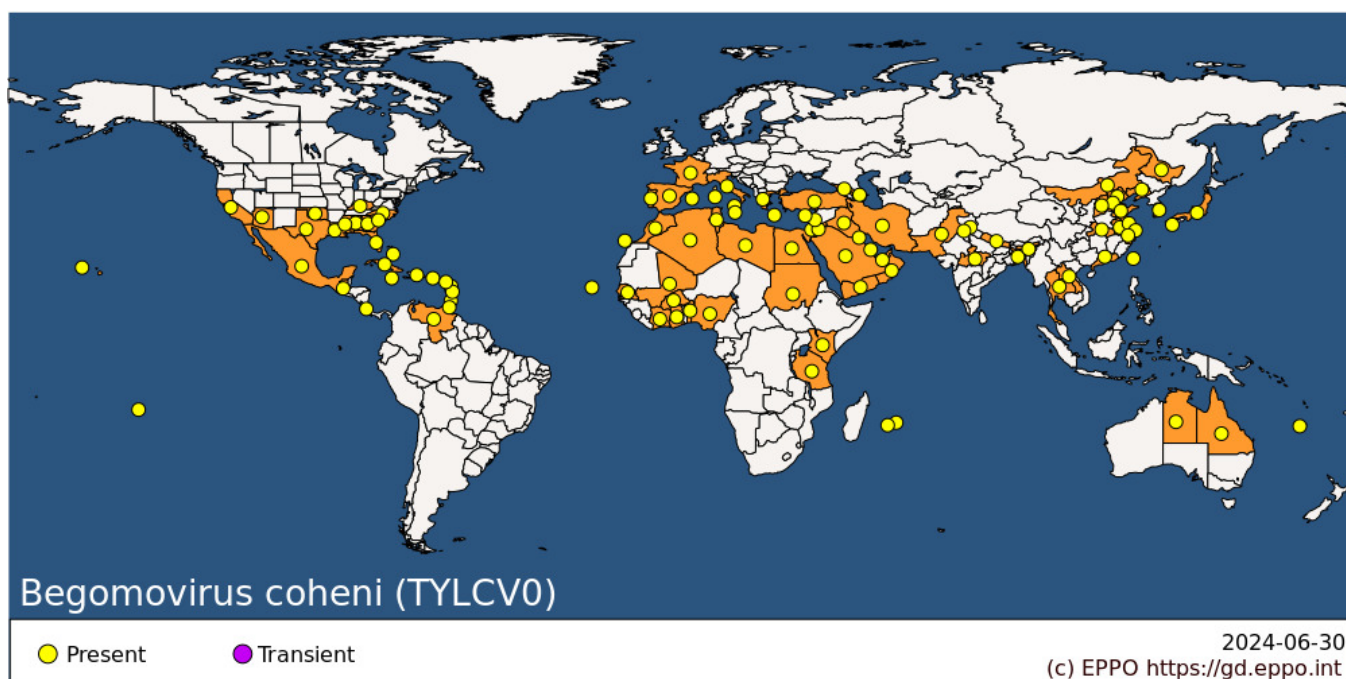 Begomovirus coheni (TYLCV0)
Present
Transient
2024-06-30
(c) EPPO https://gd.eppo.int